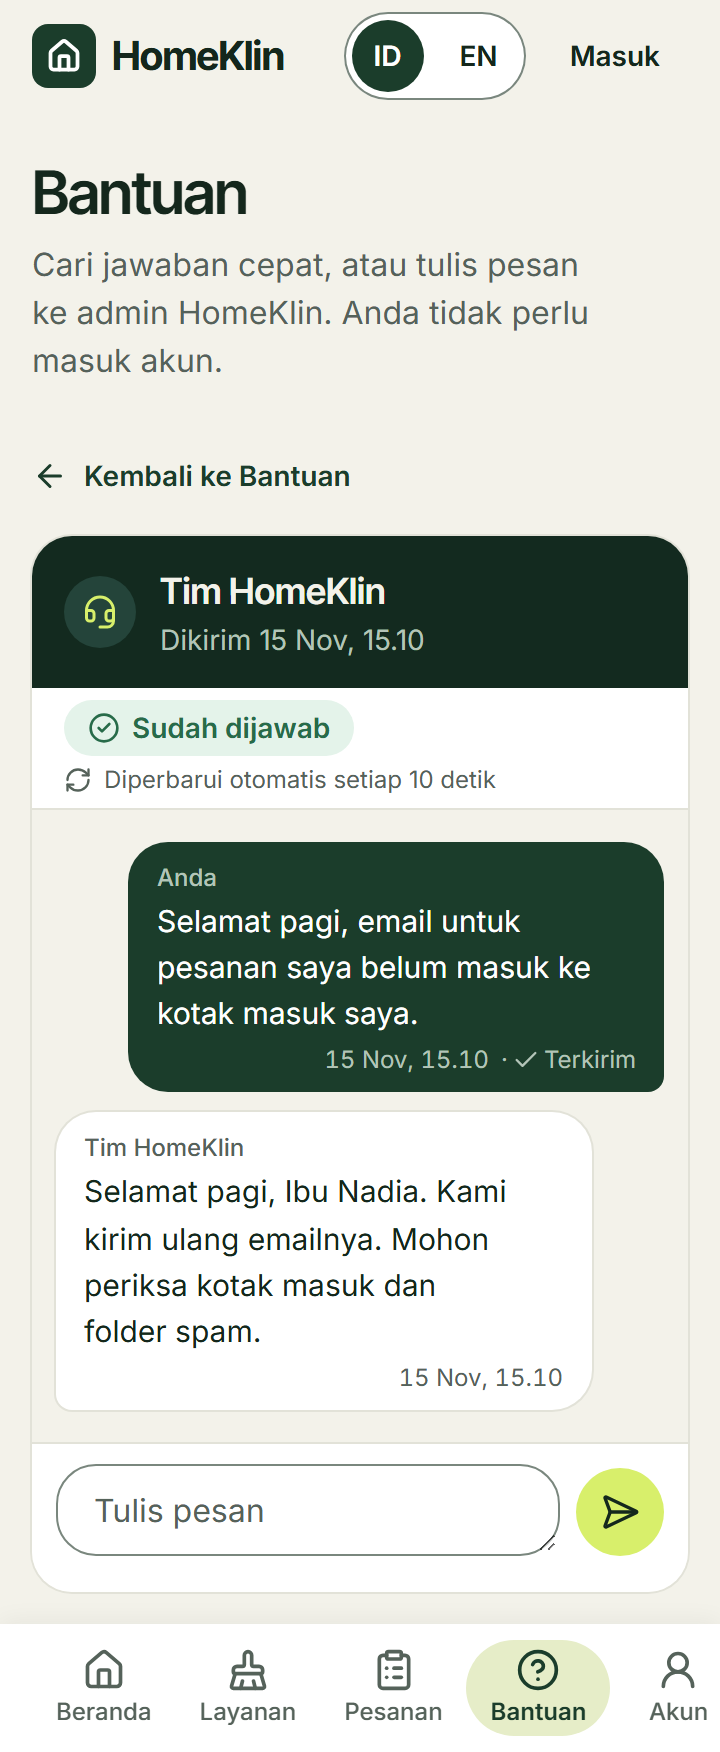 HomeKlin
ID
EN
Masuk
Bantuan
Cari jawaban cepat, atau tulis pesan
ke admin HomeKlin. Anda tidak perlu
masuk akun.
Kembali ke Bantuan
Tim HomeKlin
Dikirim 15 Nov, 15.10
Sudah dijawab
Diperbarui otomatis setiap 10 detik
Anda
Selamat pagi, email untuk
pesanan saya belum masuk ke
kotak masuk saya.
15 Nov, 15.10 · Terkirim
Tim HomeKlin
Selamat pagi, Ibu Nadia. Kami
kirim ulang emailnya. Mohon
periksa kotak masuk dan
folder spam.
15 Nov, 15.10
Tulis pesan
Beranda
Layanan
Pesanan
Bantuan
Akun